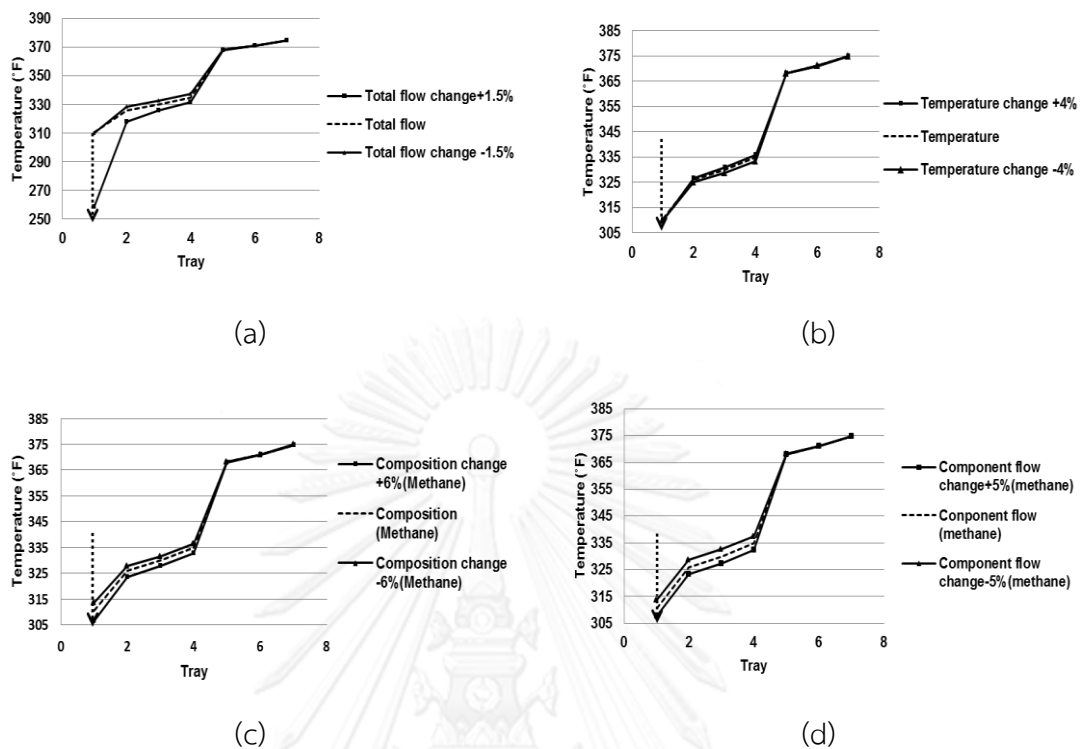 390
370
350
330
310
290
270
250
0
2
4
6
8
Temperature (°F)
Tray
Total flow change+1.5%
Total flow
Total flow change -1.5%
(a)
385
375
365
355
345
335
325
315
305
0
2
4
6
8
Temperature (°F)
Tray
Temperature change +4%
Temperature
Temperature change -4%
(b)
385
375
365
355
345
335
325
315
305
0
2
4
6
8
Temperature (°F)
Tray
Composition change
+6%(Methane)
Composition
(Methane)
Composition change
-6%(Methane)
(c)
385
375
365
355
345
335
325
315
305
0
2
4
6
8
Temperature (°F)
Tray
Component flow
change+5%(methane)
Conponent flow
(methane)
Component flow
change-5%(methane)
(d)